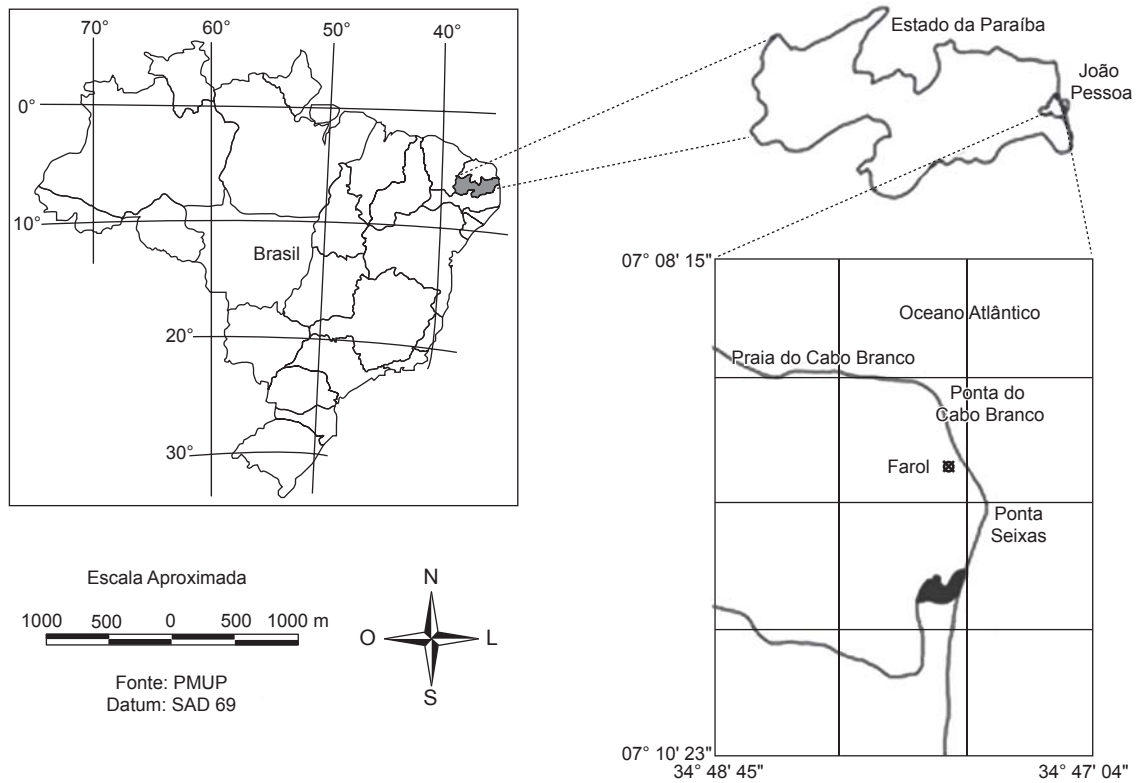 70°
60°
50°
40°
0°
10°
20°
30°
Brasil
Estado da Paraíba
João
Pessoa
07° 08' 15"
Oceano Atlântico
Praia do Cabo Branco
Ponta do
Cabo Branco
Farol
Ponta
Seixas
07° 10' 23"
34° 48' 45"
34° 47' 04"
Escala Aproximada
1000 500 0 500 1000 m
Fonte: PMUP
Datum: SAD 69
N
O L
S